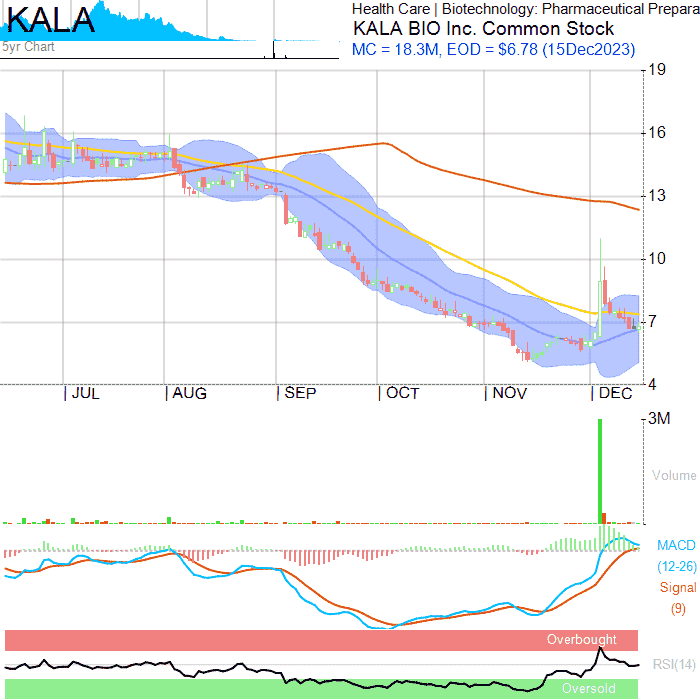 KALA
5yr Chart
Health Care | Biotechnology: Pharmaceutical Prepara
KALA BIO Inc. Common Stock
MC = 18.3M, EOD = $6.78 (15Dec2023)
19
16
13
10
7
4
| JUL | AUG | SEP | OCT | NOV | DEC
3M
Volume
MACD
(12-26)
Signal
(9)
Overbought
RSI(14)
Oversold